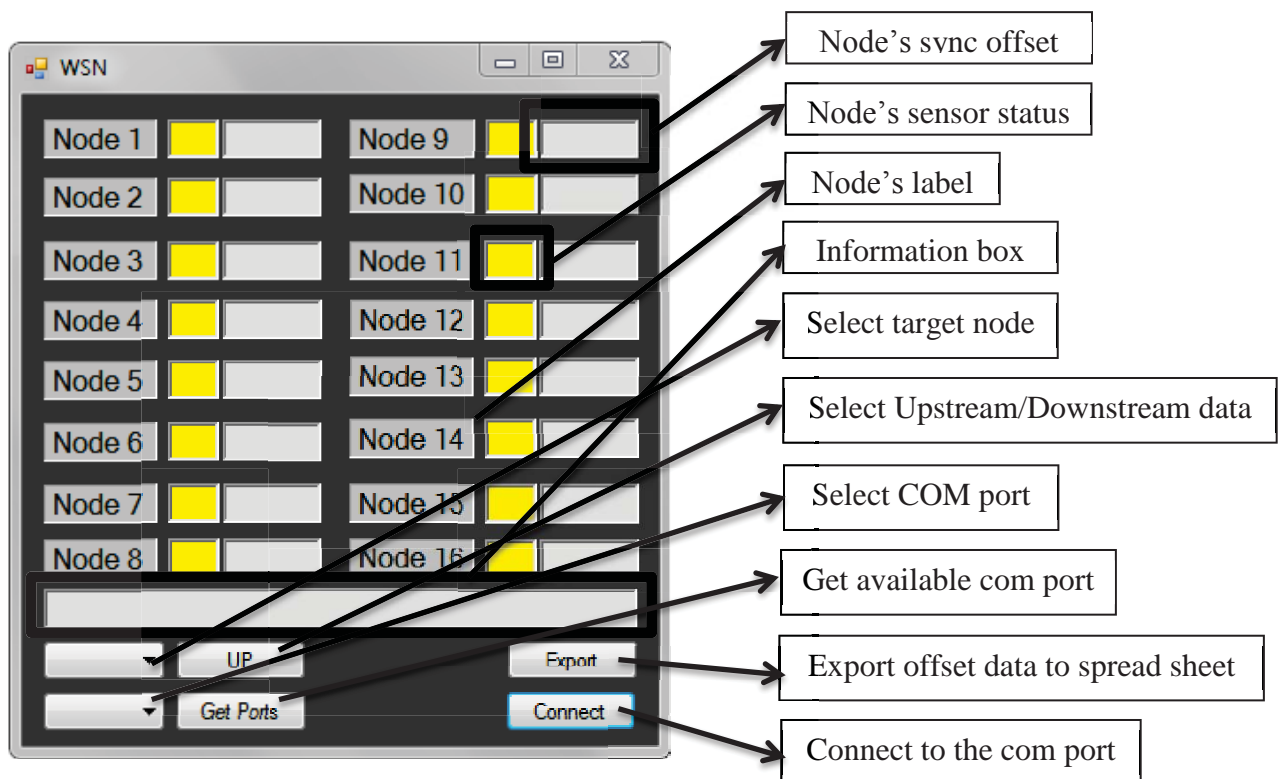 WSN
Node 1
Node 9
Node 2
Node 10
Node 3
Node 11
Node 4
Node 12
Node 5
Node 13
Node 6
Node 14
Node 7
Node 15
Node 8
Node 16
UP
Export
Get Ports
Connect
Node's sync offset
Node's sensor status
Node's label
Information box
Select target node
Select Upstream/Downstream data
Select COM port
Get available com port
Export offset data to spread sheet
Connect to the com port